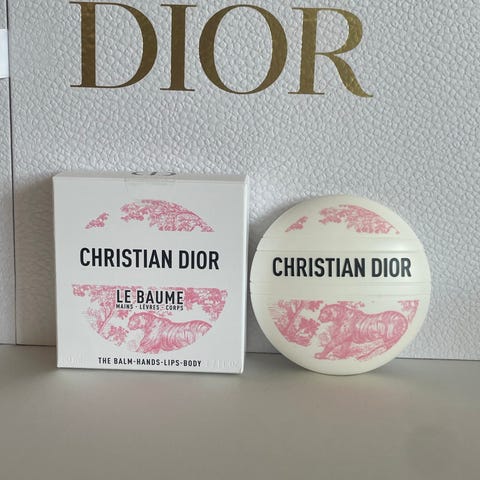 DIOR
CHRISTIAN DIOR
LE BAUME
MAINS - LÈVRES - CORPS
THE BALM-HANDS-LIPS-BODY
CHRISTIAN DIOR